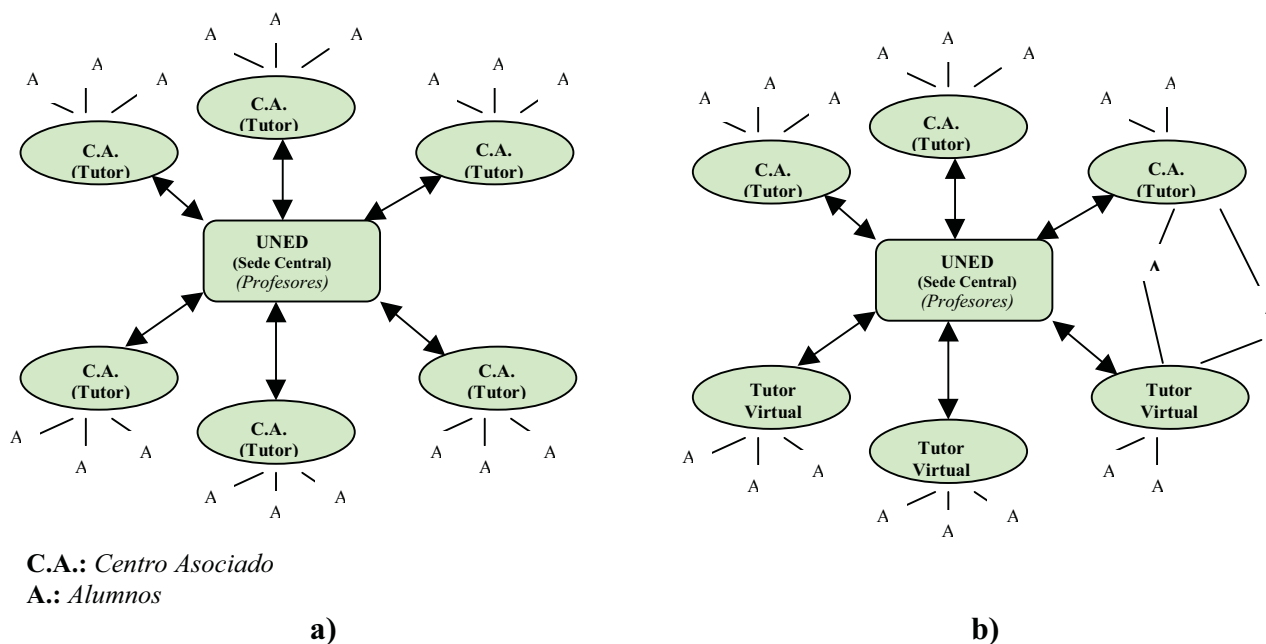 A
A A
A A
A A A A
C.A.
(Tutor)
C.A.
(Tutor)
C.A.
(Tutor)
UNED
(Sede Central)
(Profesores)
C.A.
(Tutor)
C.A.
(Tutor)
C.A.
(Tutor)
A A A A
A A
A A
A
C.A.: Centro Asociado
A.: Alumnos
a)
A
A A
A A
A A A A
C.A.
(Tutor)
C.A.
(Tutor)
C.A.
(Tutor)
A
UNED
(Sede Central)
(Profesores)
Tutor
Virtual
Tutor
Virtual
Tutor
Virtual
A A A
A A
A A
A
b)